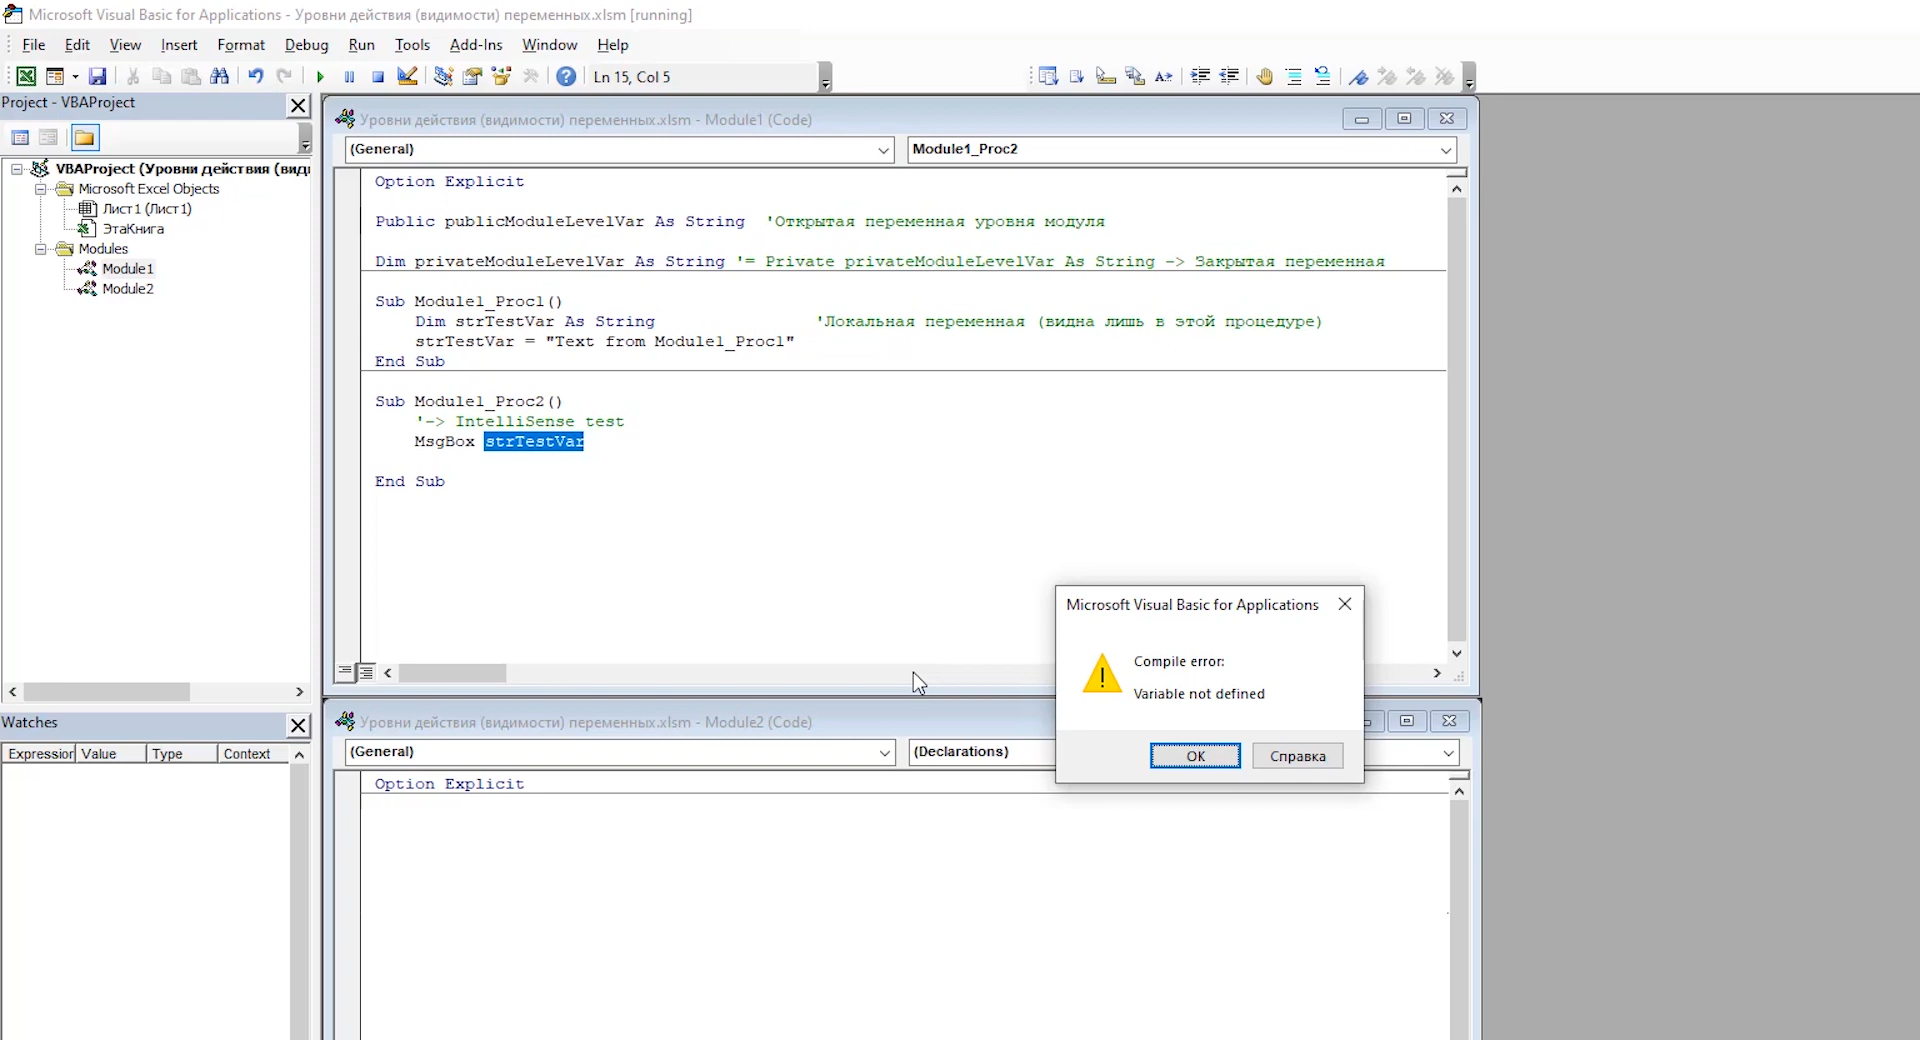 Microsoft Visual Basic for Applications - Уровни действия (видимости) переменных.xlsm [running]
File Edit View Insert Format Debug Run Tools Add-Ins Window Help
Ln 15, Col 5
Project - VBAProject
VBAProject (Уровни действия (вид
Microsoft Excel Objects
Лист1 (Лист1)
ЭтаКнига
Modules
Module1
Module2
Watches
Expression Value Type Context
Уровни действия (видимости) переменных.xlsm - Module1 (Code)
(General) Module1_Proc2
Option Explicit
Public publicModuleLevelVar As String 'Открытая переменная уровня модуля
Dim privateModuleLevelVar As String '= Private privateModuleLevelVar As String -> Закрытая переменная
Sub Module1_Proc1()
Dim strTestVar As String 'Локальная переменная (видна лишь в этой процедуре)
strTestVar = "Text from Module1_Proc1"
End Sub
Sub Module1_Proc2()
'-> IntelliSense test
MsgBox strTestVar
End Sub
Microsoft Visual Basic for Applications
Compile error:
Variable not defined
OK Справка
Уровни действия (видимости) переменных.xlsm - Module2 (Code)
(General) (Declarations)
Option Explicit